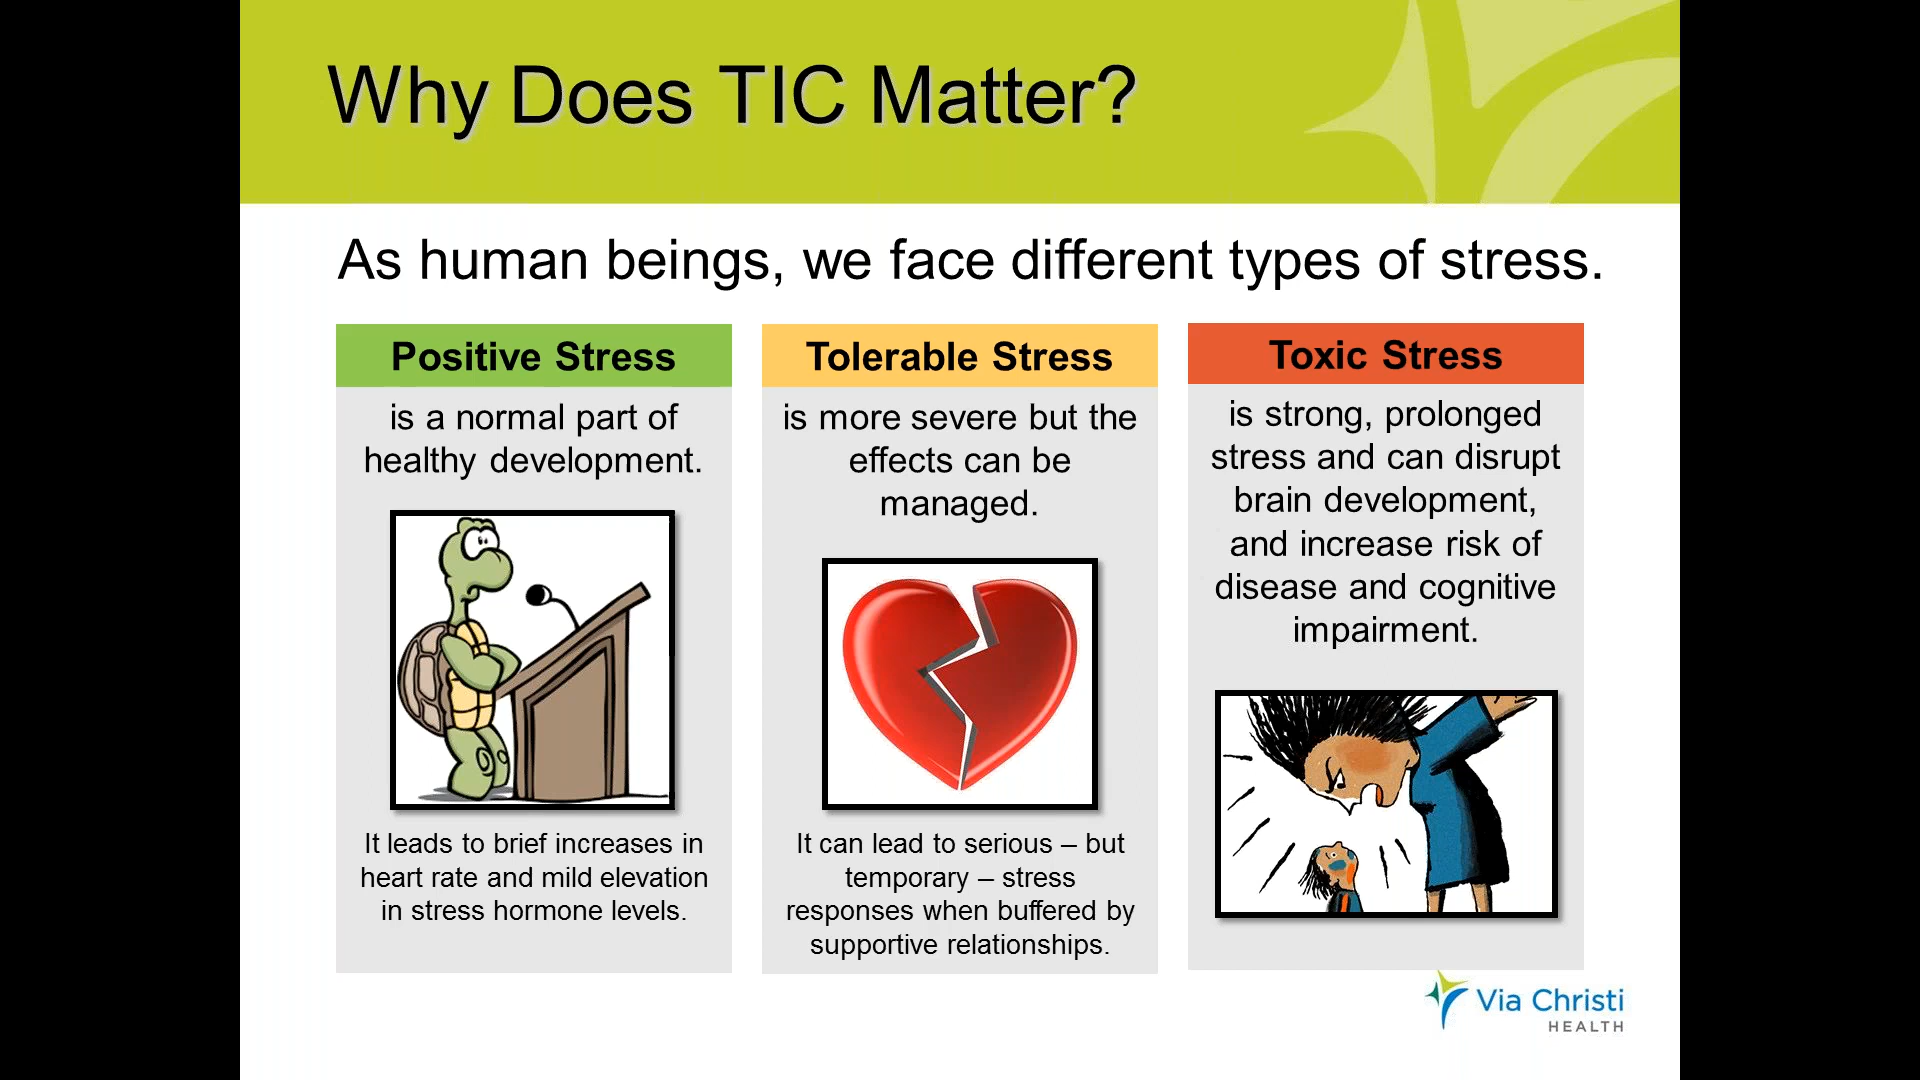 Why Does TIC Matter?
As human beings, we face different types of stress.
Positive Stress
is a normal part of
healthy development.
It leads to brief increases in
heart rate and mild elevation
in stress hormone levels.
Tolerable Stress
is more severe but the
effects can be
managed.
It can lead to serious – but
temporary – stress
responses when buffered by
supportive relationships.
Toxic Stress
is strong, prolonged
stress and can disrupt
brain development,
and increase risk of
disease and cognitive
impairment.
Via Christi
HEALTH